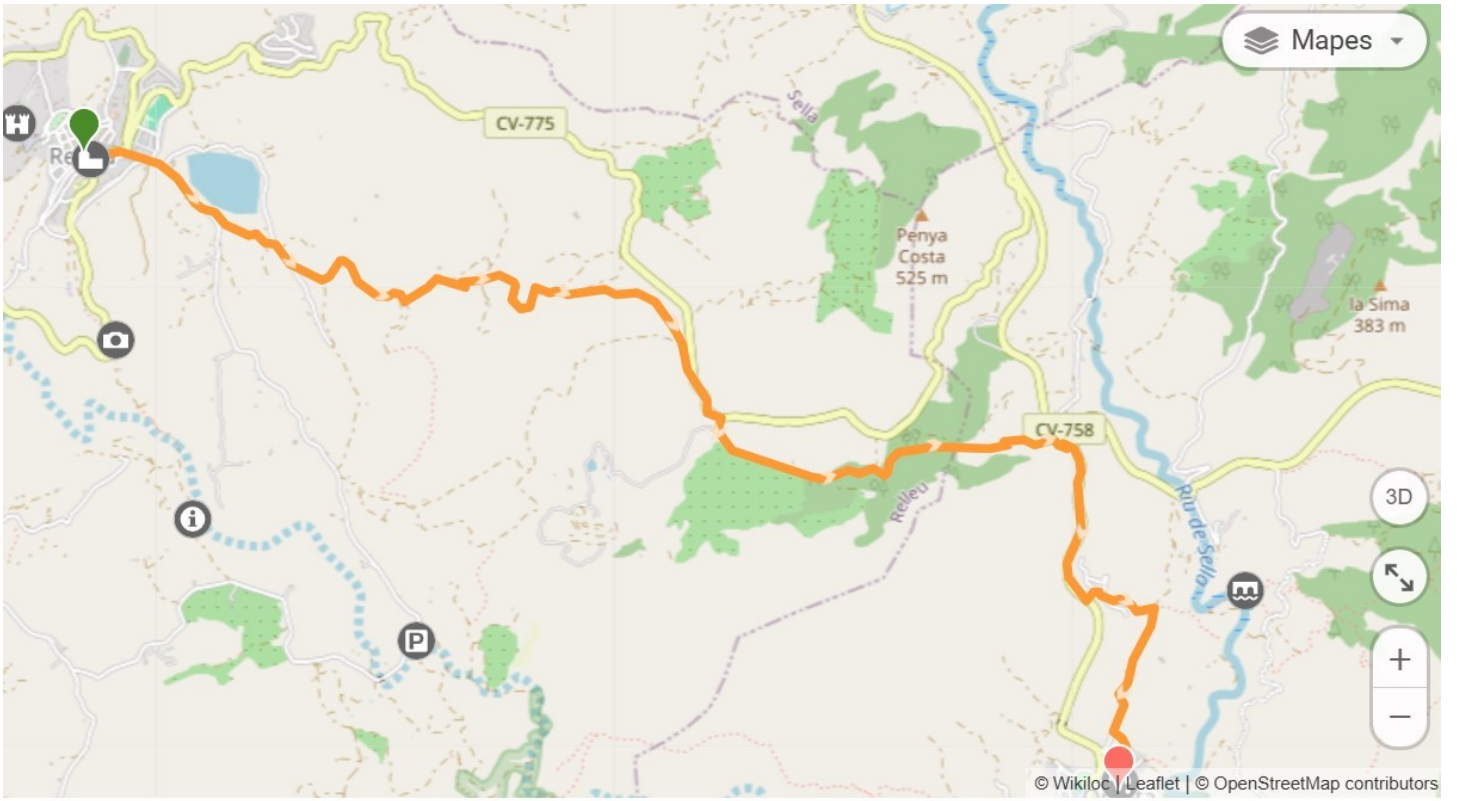 Mapes
CV-775
Sella
Penya
Costa
525 m
la Sima
383 m
CV-758
Relleu
Riu de Sella
3D
P
+
−
© Wikiloc | Leaflet | © OpenStreetMap contributors